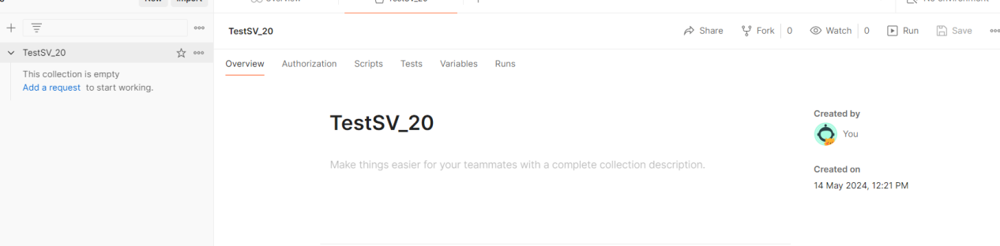 New Import
Overview
TestSV_20
No environment
TestSV_20
Share
Fork 0
Watch 0
Run
Save
TestSV_20
This collection is empty
Add a request to start working.
Overview Authorization Scripts Tests Variables Runs
TestSV_20
Make things easier for your teammates with a complete collection description.
Created by
You
Created on
14 May 2024, 12:21 PM